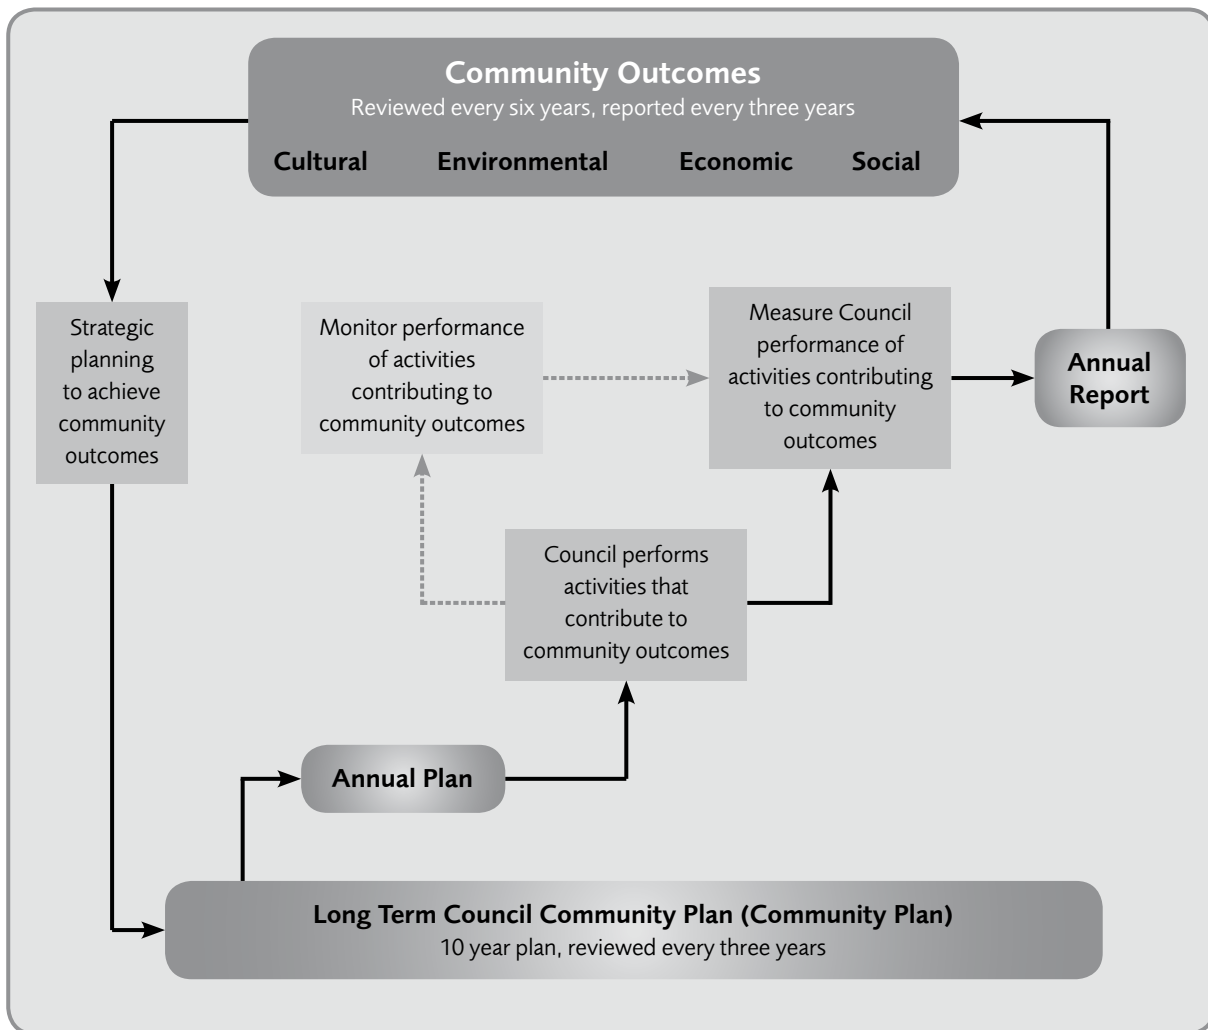 Community Outcomes
Reviewed every six years, reported every three years
Cultural Environmental Economic Social
Strategic
planning
to achieve
community
outcomes
Monitor performance
of activities
contributing to
community outcomes
Measure Council
performance of
activities contributing
to community
outcomes
Annual
Report
Council performs
activities that
contribute to
community outcomes
Annual Plan
Long Term Council Community Plan (Community Plan)
10 year plan, reviewed every three years